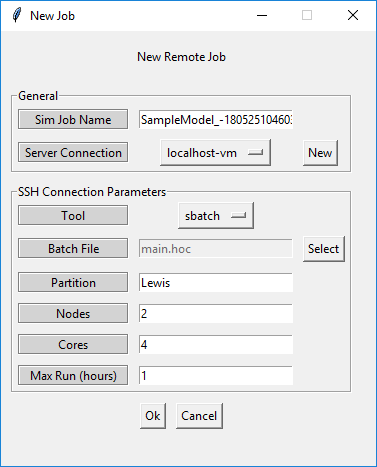 New Job
New Remote Job
General
Sim Job Name SampleModel_-180525104603
Server Connection localhost-vm New
SSH Connection Parameters
Tool sbatch
Batch File main.hoc Select
Partition Lewis
Nodes 2
Cores 4
Max Run (hours) 1
Ok Cancel